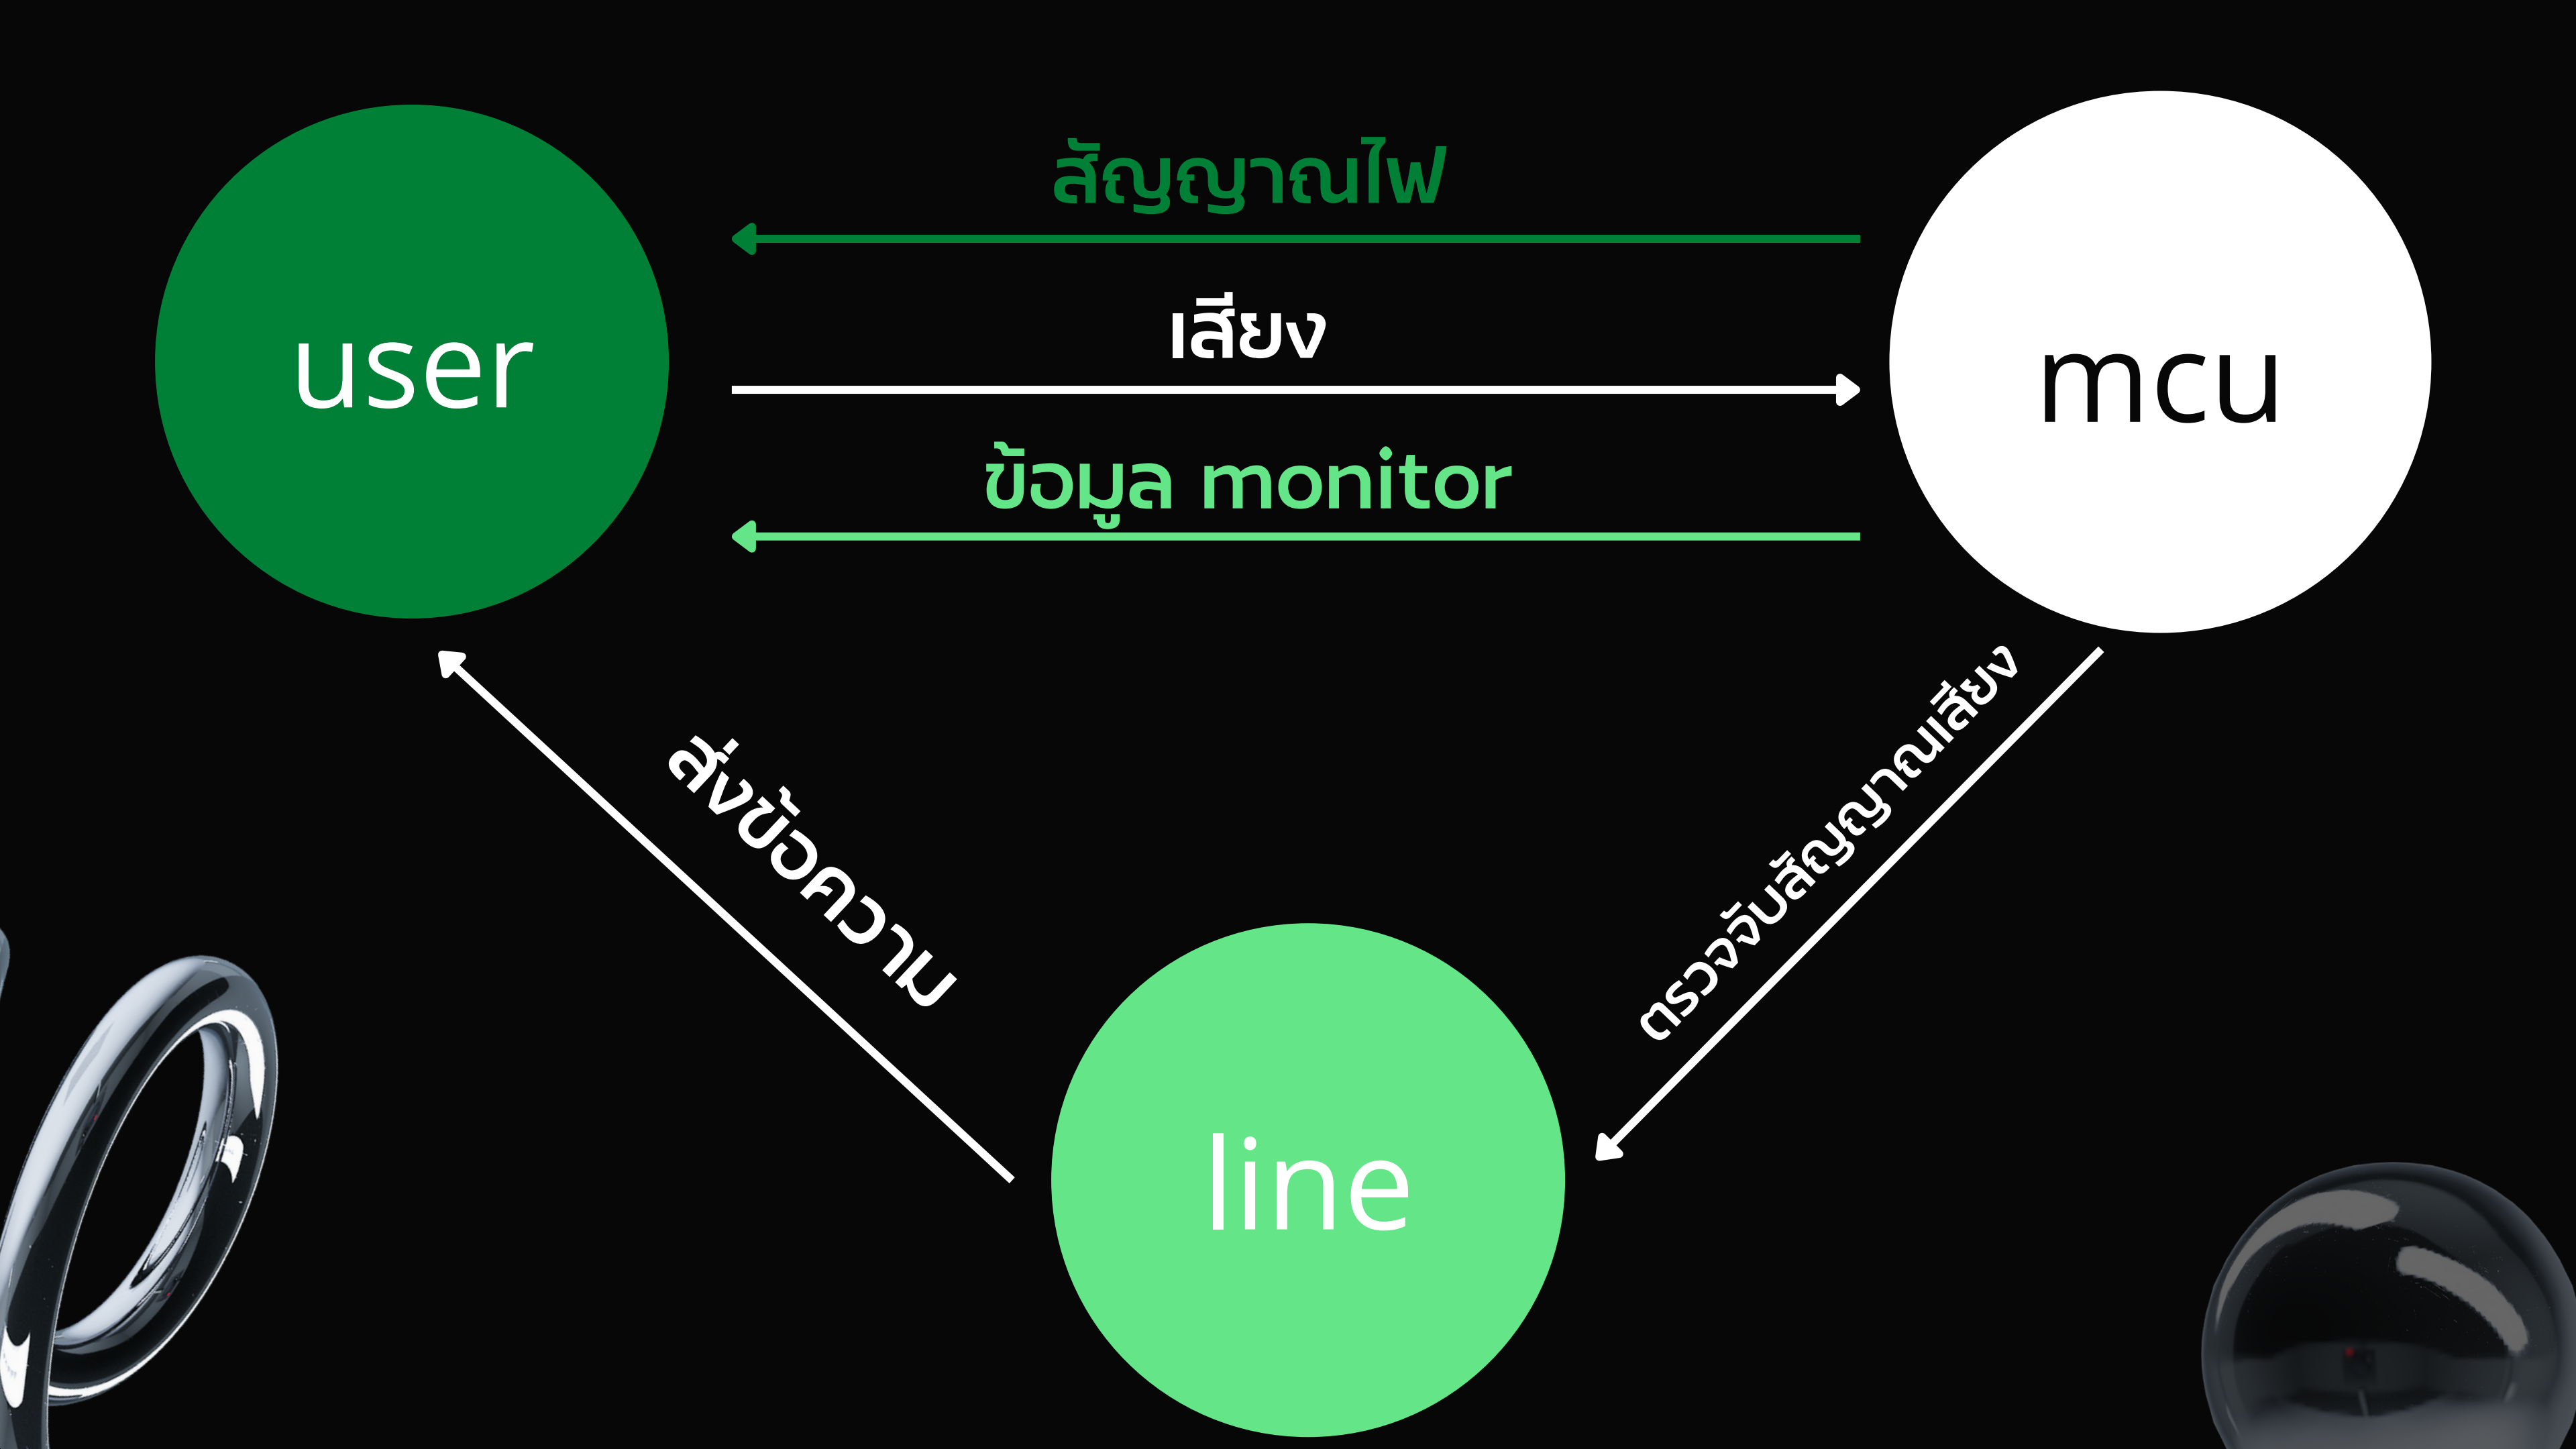 สัญญาณไฟ
เสียง
user
mcu
ข้อมูล monitor
ส่งข้อความ
ตรวจจับสัญญาณเสียง
line